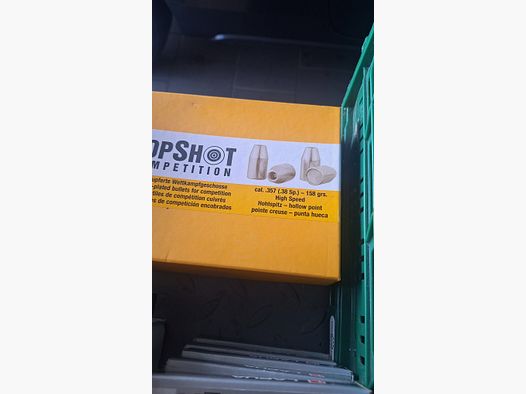 OPSHOT
MPETITION
upferte Wettkampfgeschosse
-plated bullets for competition
illes de compétition cuivrés
s de competición encobrados
cal. .357 (.38 Sp.) – 158 grs.
High Speed
Hohlspitz – hollow point
pointe creuse – punta hueca